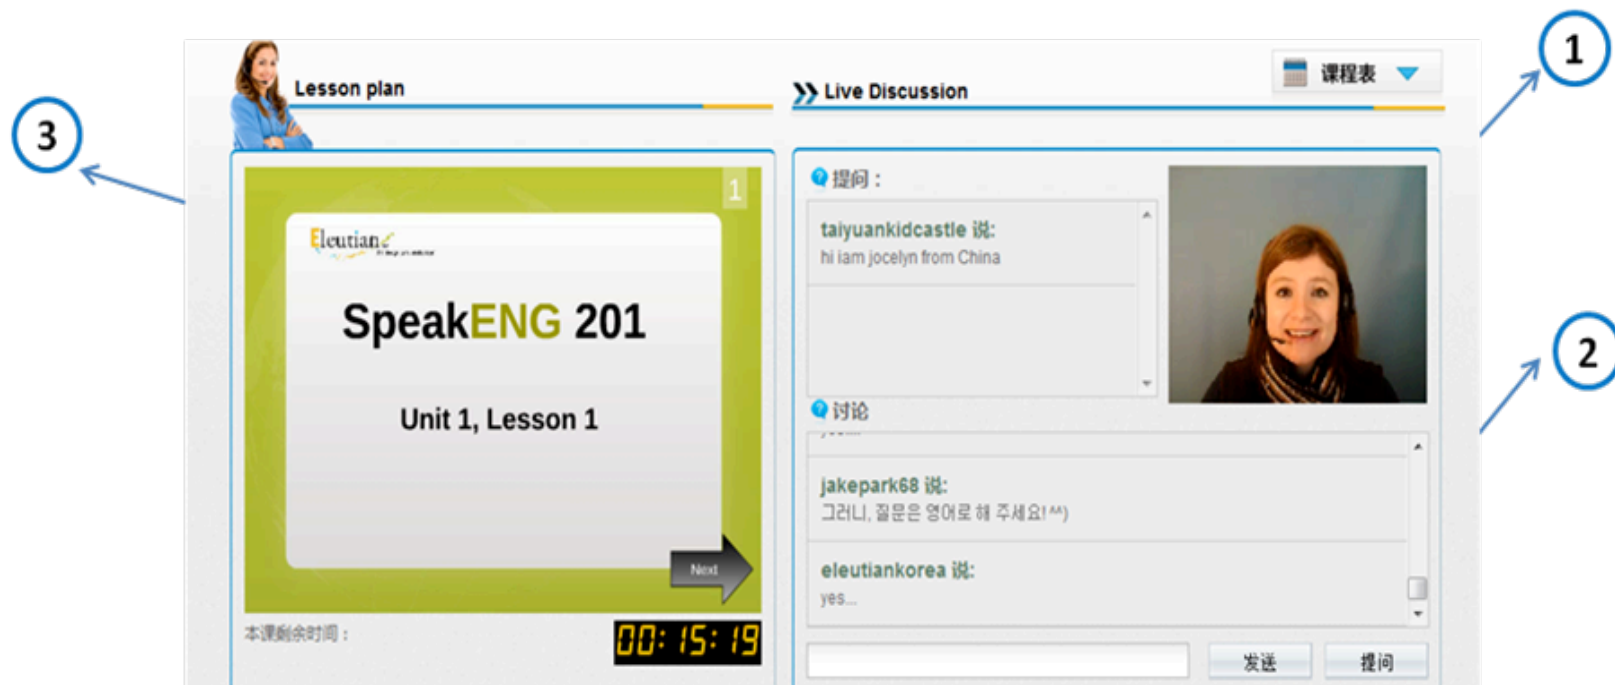 1
课程表
Lesson plan
Live Discussion
3
1
提问：
taiyuankidcastle 说:
hi iam jocelyn from China
Eleutian
SpeakENG 201
Unit 1, Lesson 1
2
讨论
jakepark68 说:
그러니, 질문은 영어로 해 주세요! ^^)
Next
eleutiankorea 说:
yes...
本课剩余时间：
00:15:19
发送
提问